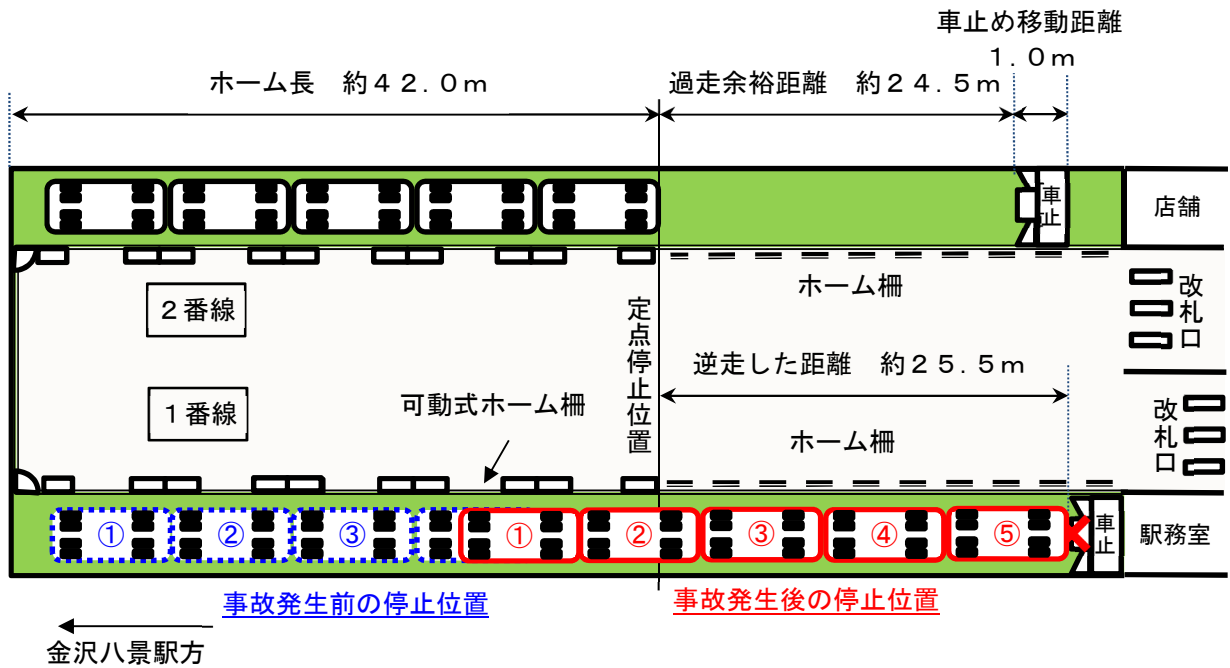 車止め移動距離
１．０ｍ
ホーム長　約４２．０ｍ
過走余裕距離　約２４．５ｍ
車止
店舗
ホーム柵
改札口
２番線
定点停止位置
逆走した距離　約２５．５ｍ
１番線
可動式ホーム柵
ホーム柵
改札口
① ② ③ ① ② ③ ④ ⑤
車止
駅務室
事故発生前の停止位置
事故発生後の停止位置
金沢八景駅方